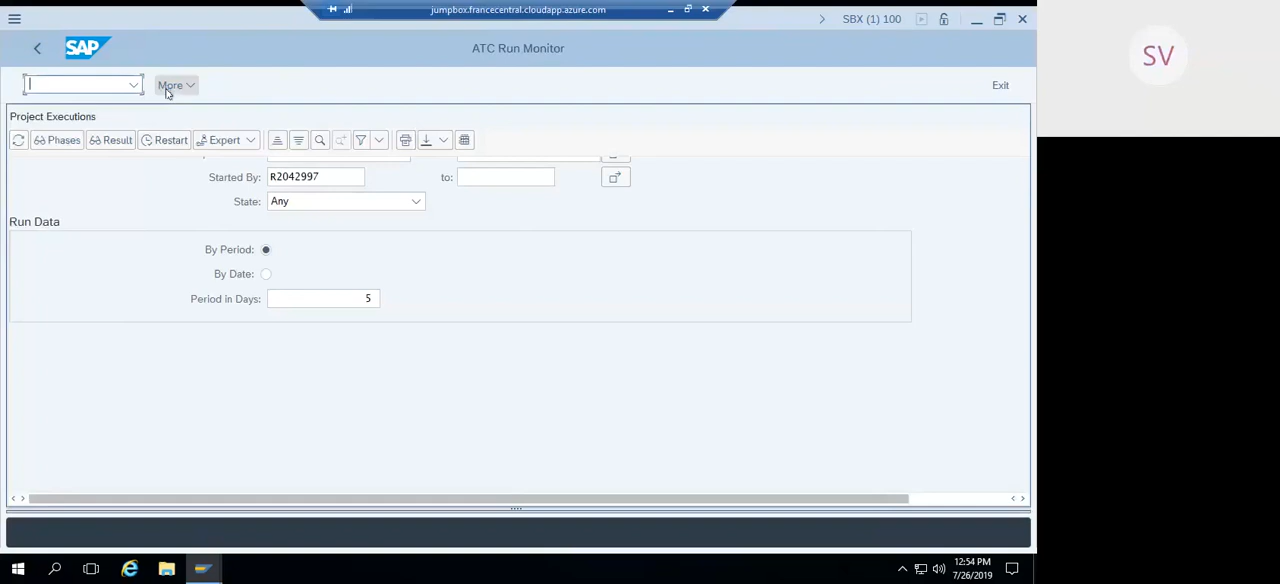 jumpbox.francecentral.cloudapp.azure.com
SBX (1) 100
SAP
ATC Run Monitor
More
Exit
SV
Project Executions
Phases
Result
Restart
Expert
Started By: R2042997 to:
State: Any
Run Data
By Period:
By Date:
Period in Days: 5
12:54 PM
7/26/2019